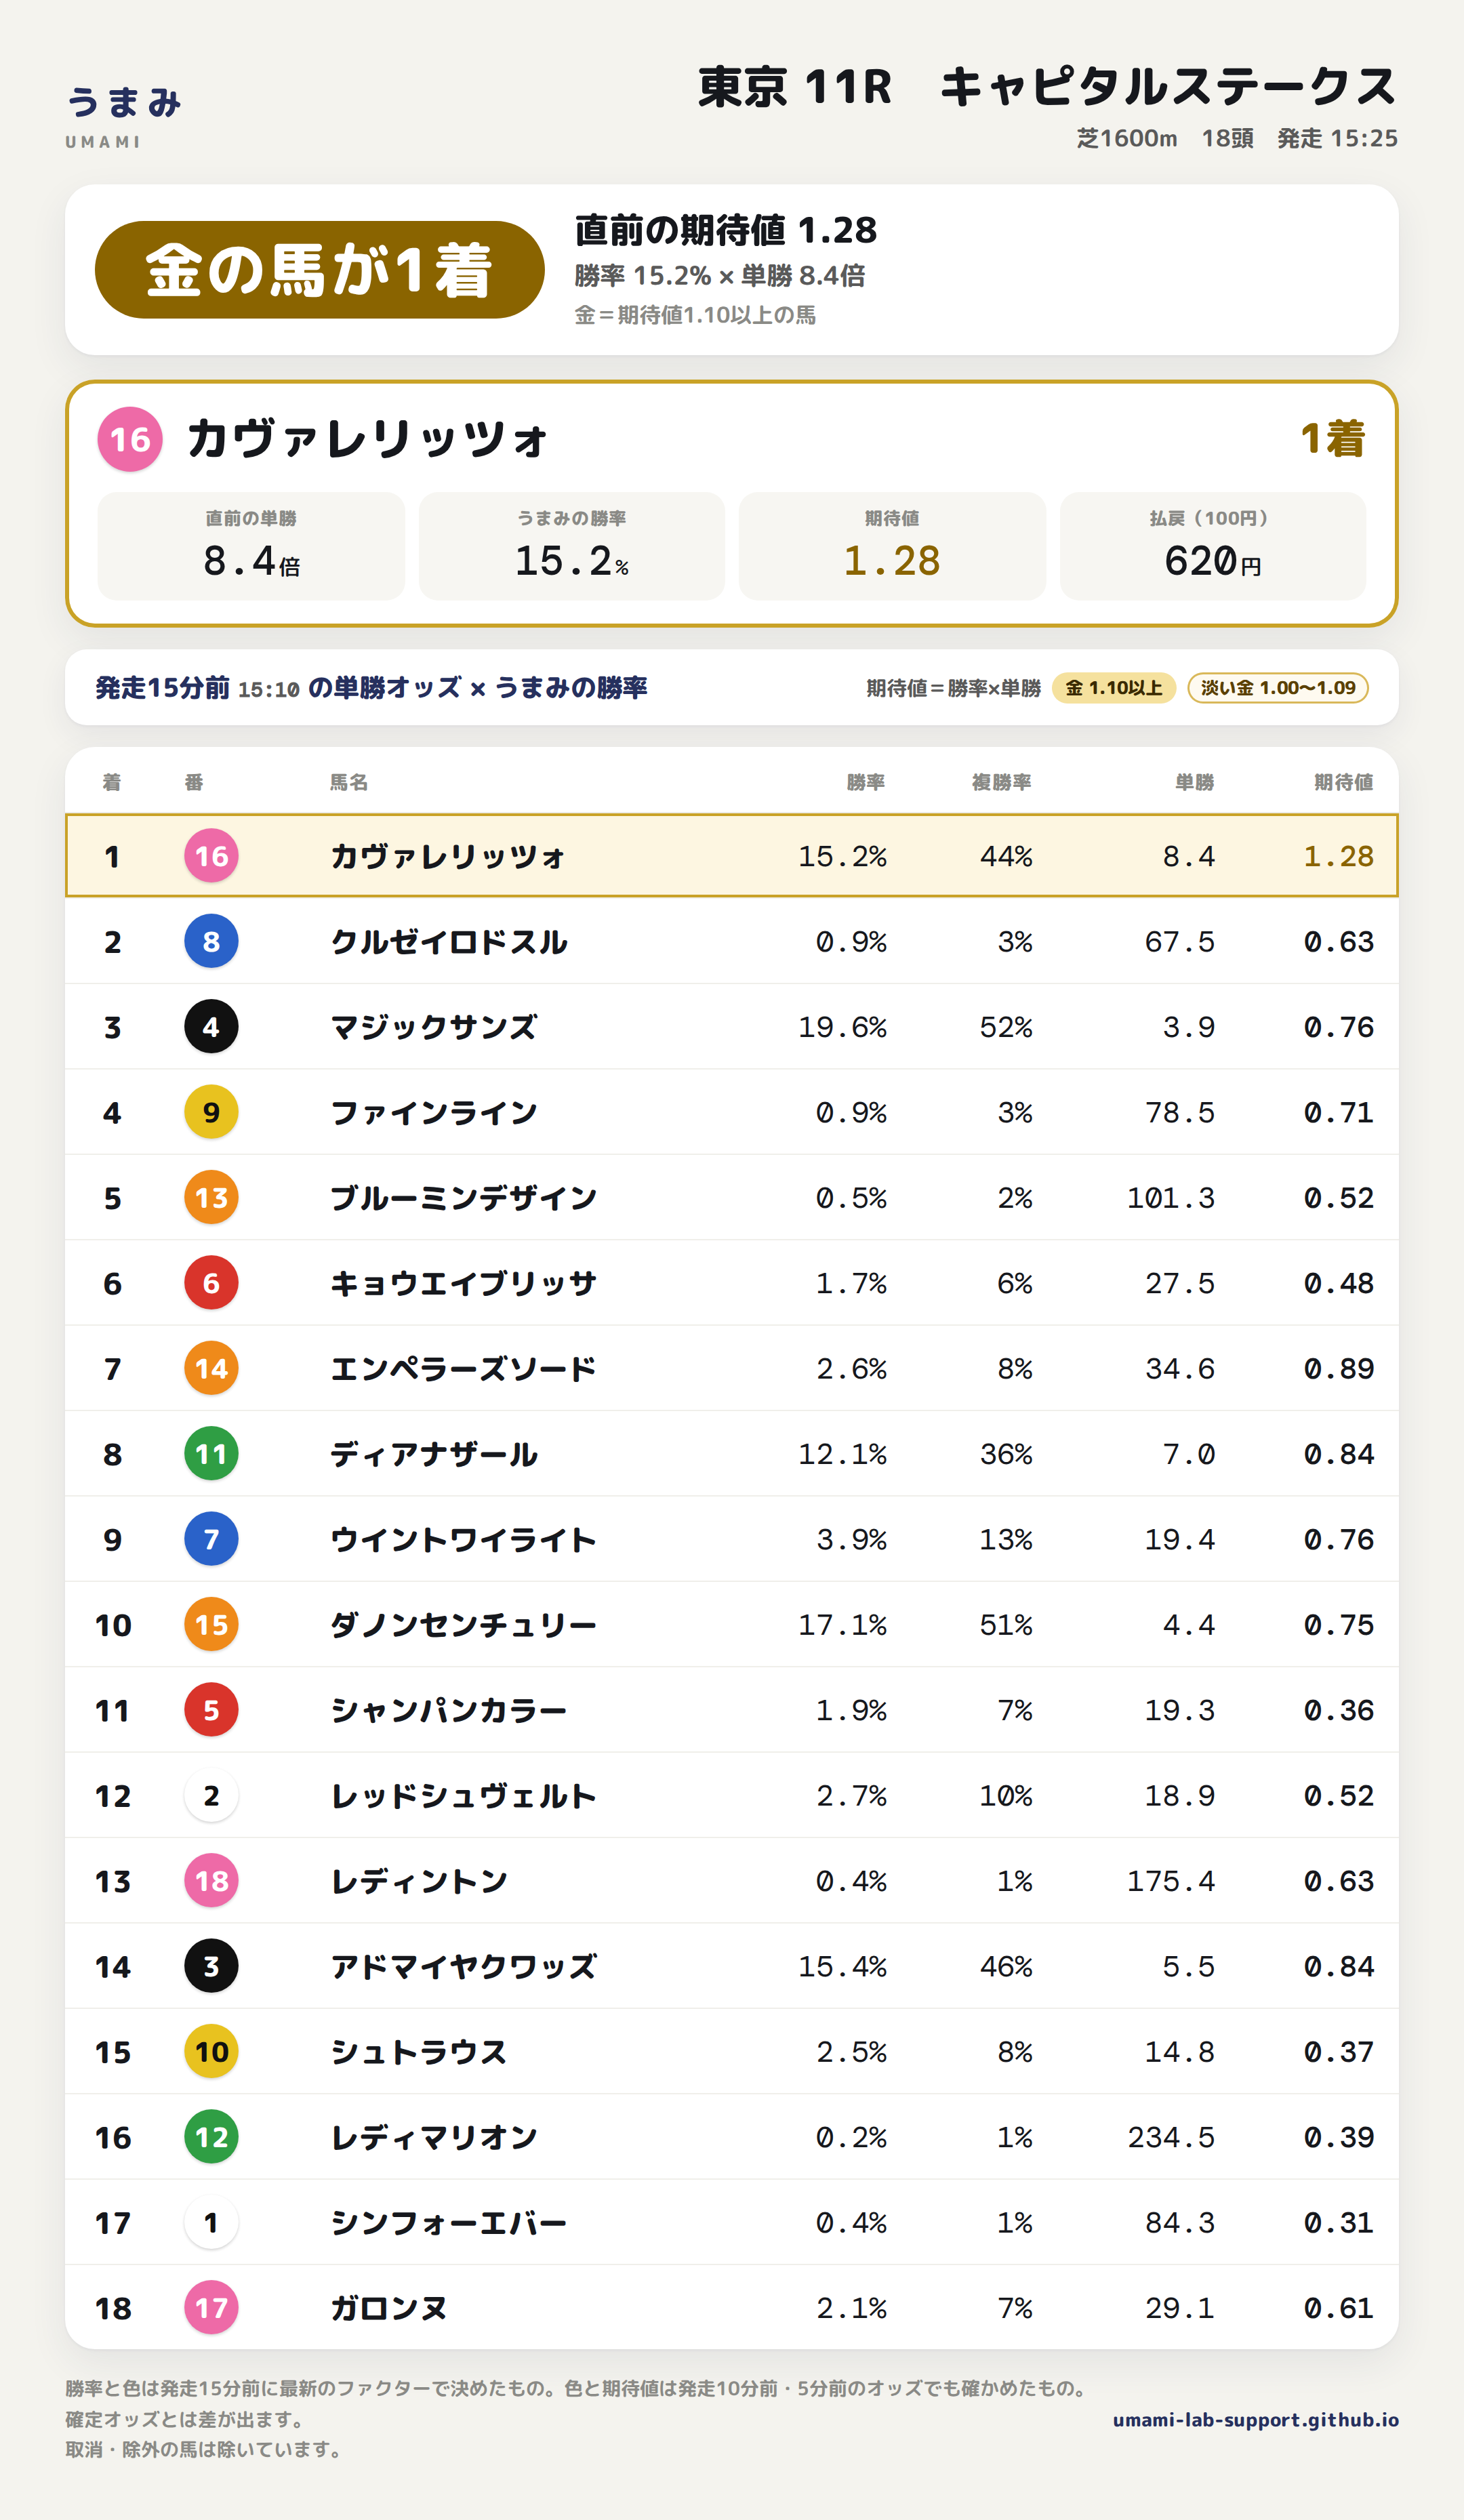 うまみ
UMAMI
東京 11R　キャピタルステークス
芝1600m　18頭　発走 15:25
金の馬が1着
直前の期待値 1.28
勝率 15.2% × 単勝 8.4倍
金＝期待値1.10以上の馬
16 カヴァレリッツォ 1着
直前の単勝 うまみの勝率 期待値 払戻（100円）
8.4倍 15.2% 1.28 620円
発走15分前 15:10 の単勝オッズ × うまみの勝率 期待値＝勝率×単勝 金 1.10以上 淡い金 1.00〜1.09
着 番 馬名 勝率 複勝率 単勝 期待値
1 16 カヴァレリッツォ 15.2% 44% 8.4 1.28
2 8 クルゼイロドスル 0.9% 3% 67.5 0.63
3 4 マジックサンズ 19.6% 52% 3.9 0.76
4 9 ファインライン 0.9% 3% 78.5 0.71
5 13 ブルーミンデザイン 0.5% 2% 101.3 0.52
6 6 キョウエイブリッサ 1.7% 6% 27.5 0.48
7 14 エンペラーズソード 2.6% 8% 34.6 0.89
8 11 ディアナザール 12.1% 36% 7.0 0.84
9 7 ウイントワイライト 3.9% 13% 19.4 0.76
10 15 ダノンセンチュリー 17.1% 51% 4.4 0.75
11 5 シャンパンカラー 1.9% 7% 19.3 0.36
12 2 レッドシュヴェルト 2.7% 10% 18.9 0.52
13 18 レディントン 0.4% 1% 175.4 0.63
14 3 アドマイヤクワッズ 15.4% 46% 5.5 0.84
15 10 シュトラウス 2.5% 8% 14.8 0.37
16 12 レディマリオン 0.2% 1% 234.5 0.39
17 1 シンフォーエバー 0.4% 1% 84.3 0.31
18 17 ガロンヌ 2.1% 7% 29.1 0.61
勝率と色は発走15分前に最新のファクターで決めたもの。色と期待値は発走10分前・5分前のオッズでも確かめたもの。
確定オッズとは差が出ます。
取消・除外の馬は除いています。
umami-lab-support.github.io